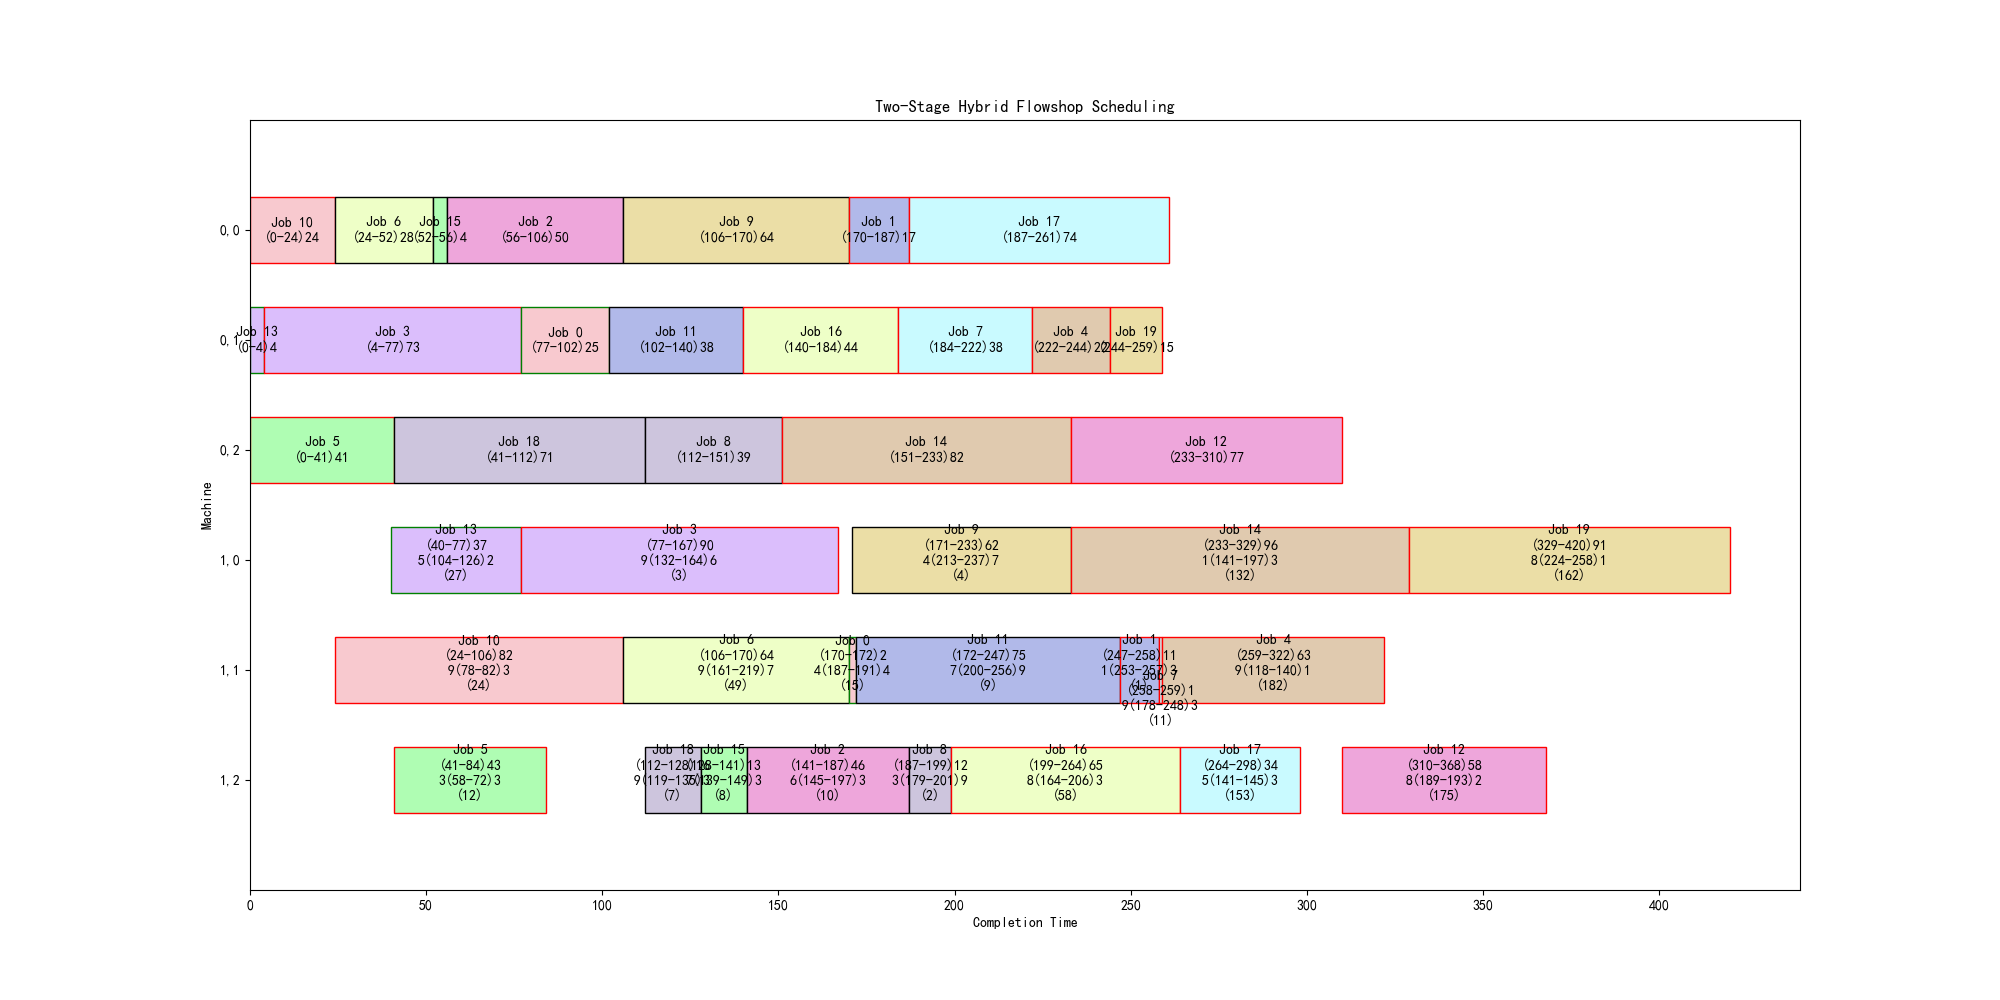 Two-Stage Hybrid Flowshop Scheduling
Machine
0,0
Job 10
(0-24)24
Job 6
(24-52)28
Job 15
(52-56)4
Job 2
(56-106)50
Job 9
(106-170)64
Job 1
(170-187)17
Job 17
(187-261)74
0,1
Job 13
(0-4)4
Job 3
(4-77)73
Job 0
(77-102)25
Job 11
(102-140)38
Job 16
(140-184)44
Job 7
(184-222)38
Job 4
(222-244)22
Job 19
(244-259)15
0,2
Job 5
(0-41)41
Job 18
(41-112)71
Job 8
(112-151)39
Job 14
(151-233)82
Job 12
(233-310)77
1,0
Job 13
(40-77)37
5(104-126)2
(27)
Job 3
(77-167)90
9(132-164)6
(3)
Job 9
(171-233)62
4(213-237)7
(4)
Job 14
(233-329)96
1(141-197)3
(132)
Job 19
(329-420)91
8(224-258)1
(162)
1,1
Job 10
(24-106)82
9(78-82)3
(24)
Job 6
(106-170)64
9(161-219)7
(49)
Job 0
(170-172)2
4(187-191)4
(15)
Job 11
(172-247)75
7(200-256)9
(9)
Job 1
(247-258)11
1(253-257)3
(1)
Job 7
(258-259)1
9(178-248)3
(11)
Job 4
(259-322)63
9(118-140)1
(182)
1,2
Job 5
(41-84)43
3(58-72)3
(12)
Job 18
(112-128)16
9(119-135)3
(7)
Job 15
(128-141)13
7(139-149)3
(8)
Job 2
(141-187)46
6(145-197)3
(10)
Job 8
(187-199)12
3(179-201)9
(2)
Job 16
(199-264)65
8(164-206)3
(58)
Job 17
(264-298)34
5(141-145)3
(153)
Job 12
(310-368)58
8(189-193)2
(175)
0
50
100
150
200
250
300
350
400
Completion Time